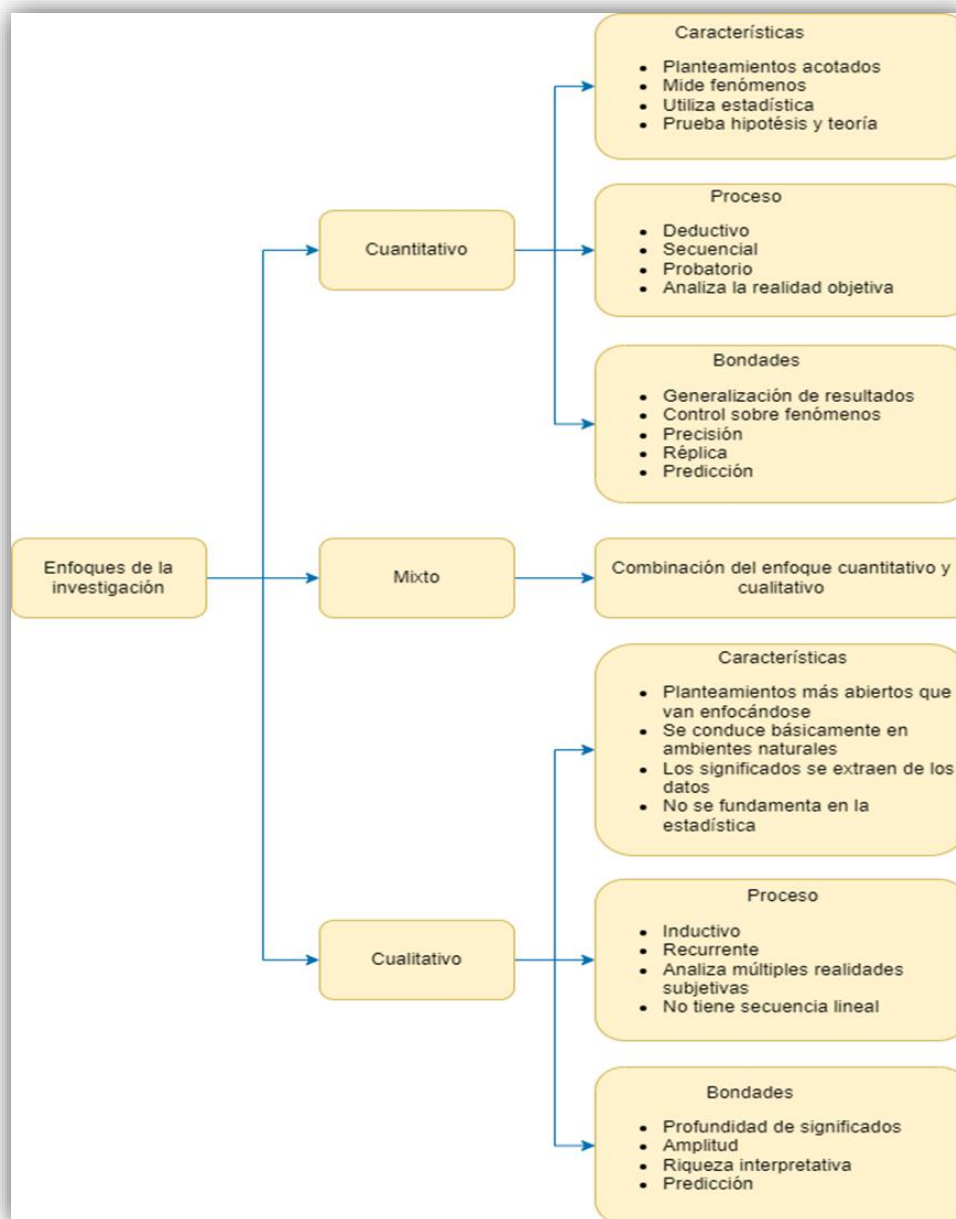 Enfoques de la
investigación
Cuantitativo
Características
• Planteamientos acotados
• Mide fenómenos
• Utiliza estadística
• Prueba hipotésis y teoría
Proceso
• Deductivo
• Secuencial
• Probatorio
• Analiza la realidad objetiva
Bondades
• Generalización de resultados
• Control sobre fenómenos
• Precisión
• Réplica
• Predicción
Mixto
Combinación del enfoque cuantitativo y
cualitativo
Cualitativo
Características
• Planteamientos más abiertos que
van enfocándose
• Se conduce básicamente en
ambientes naturales
• Los significados se extraen de los
datos
• No se fundamenta en la
estadística
Proceso
• Inductivo
• Recurrente
• Analiza múltiples realidades
subjetivas
• No tiene secuencia lineal
Bondades
• Profundidad de significados
• Amplitud
• Riqueza interpretativa
• Predicción